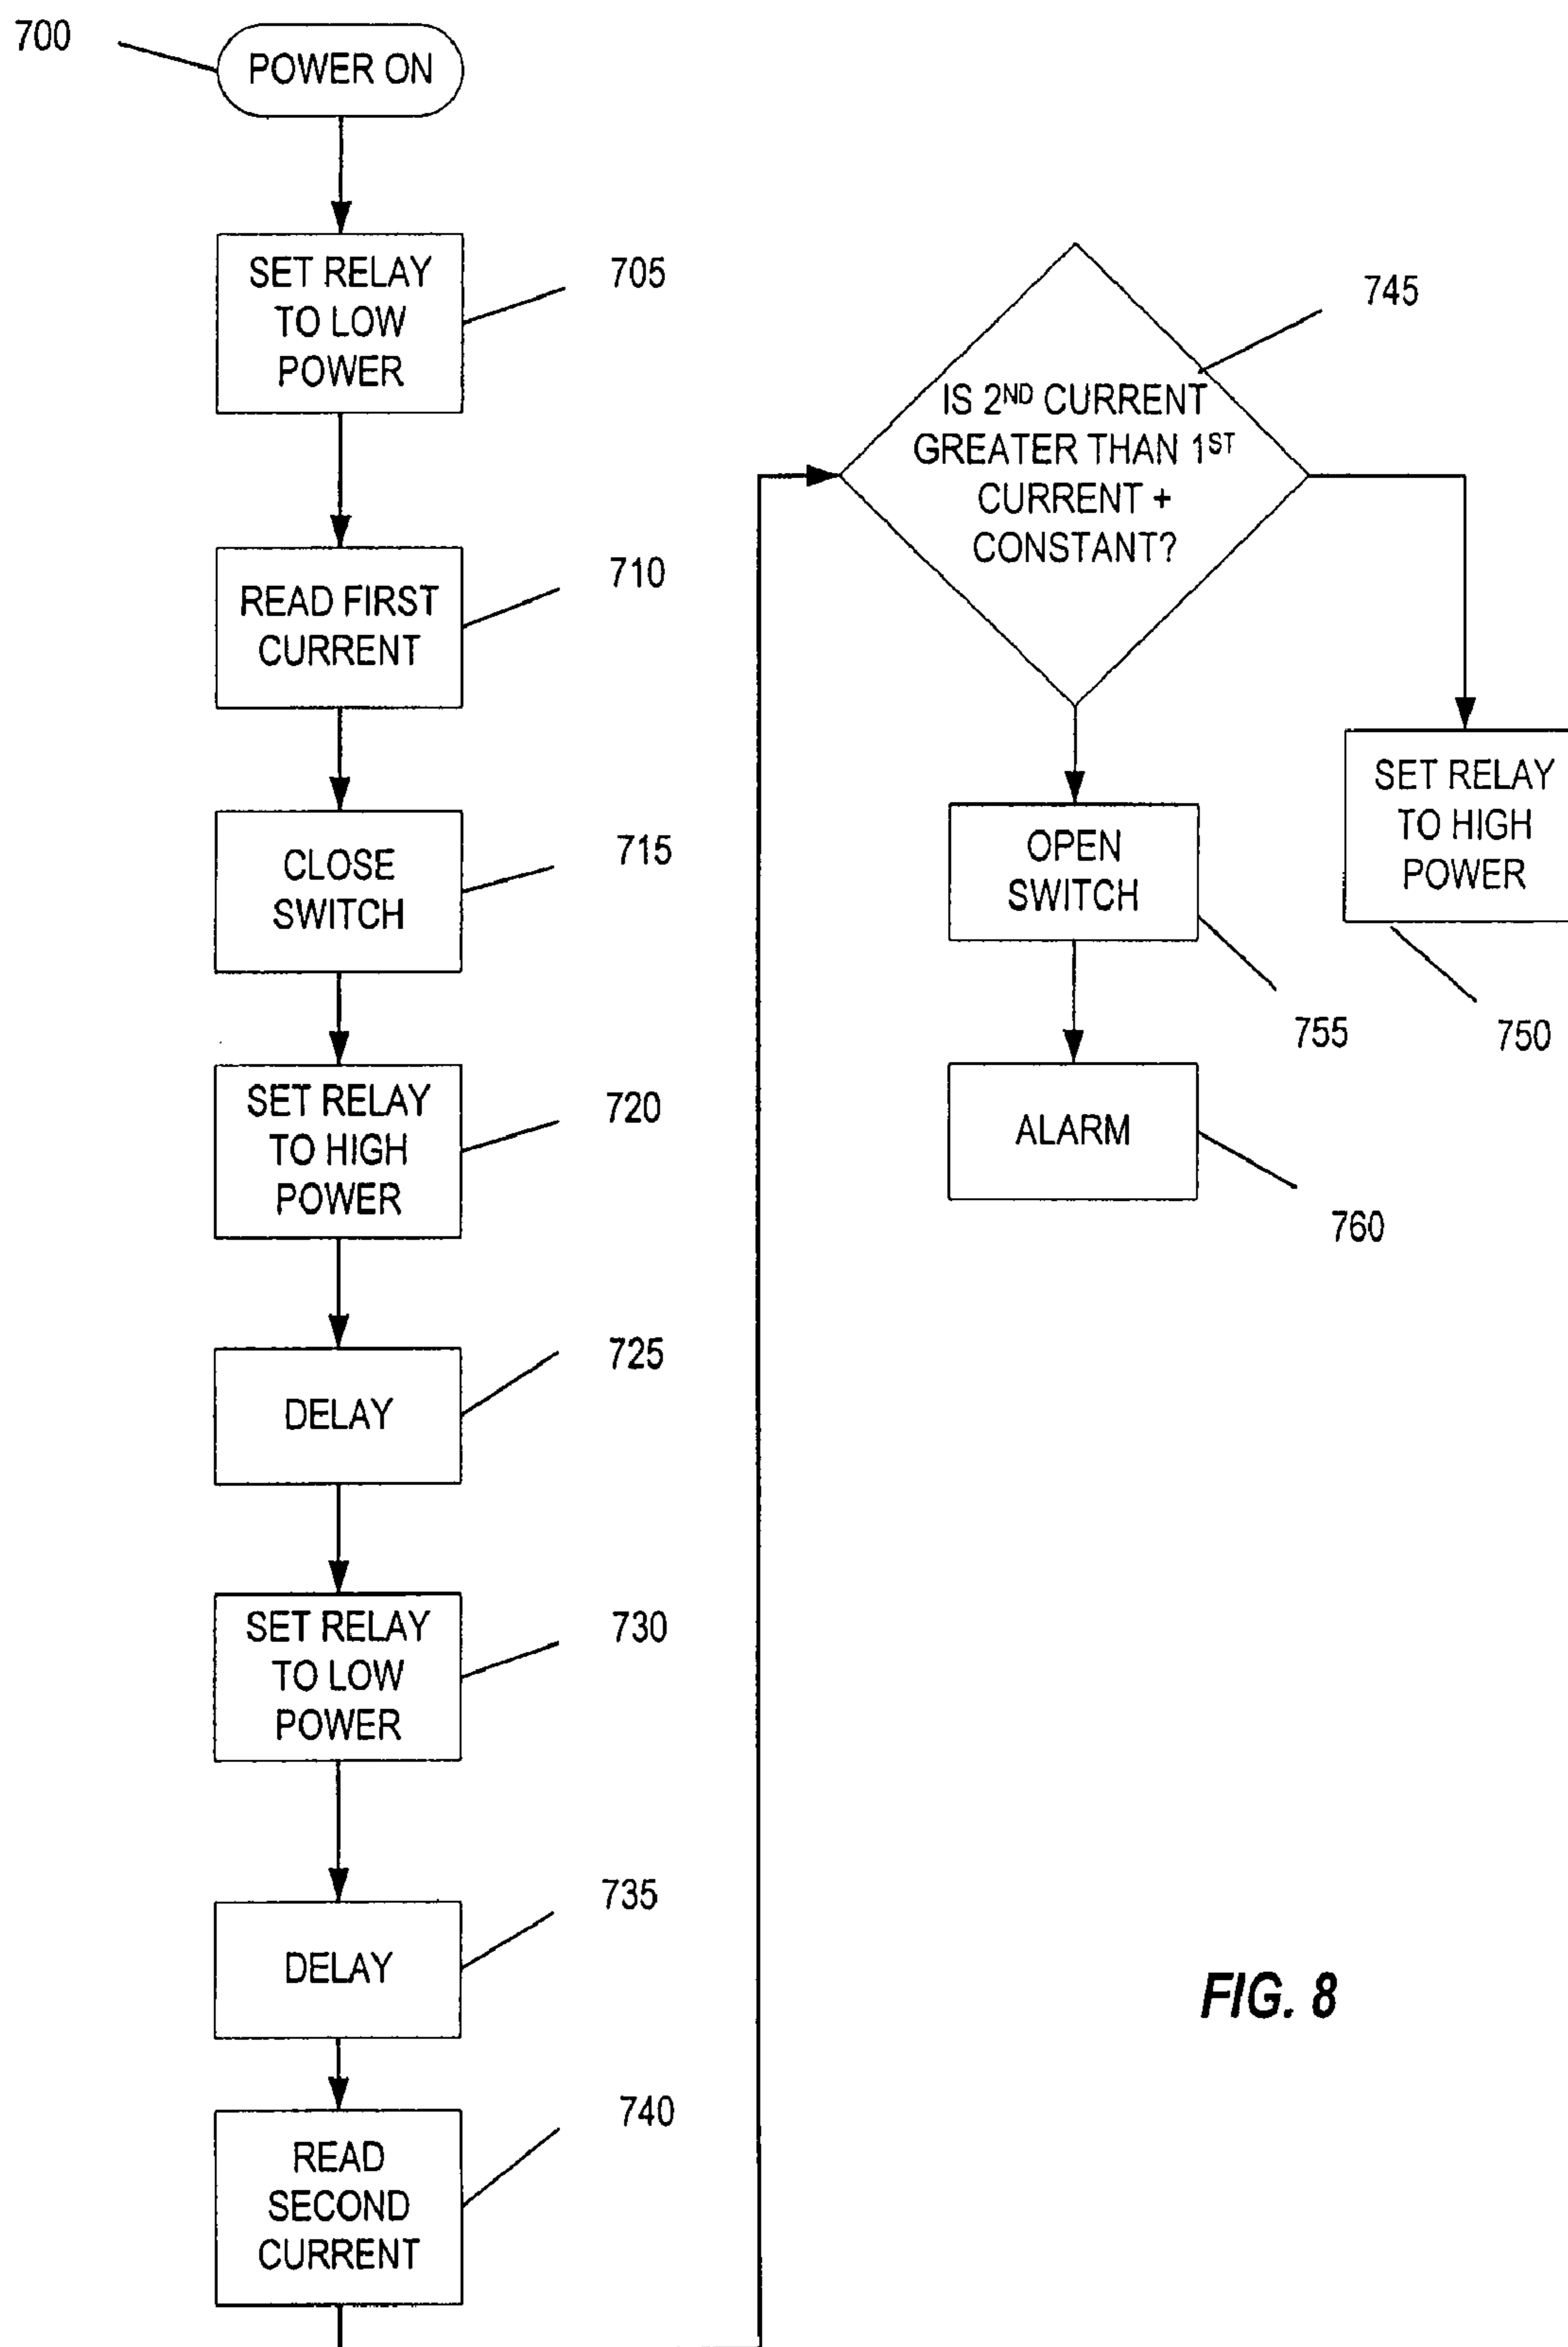 700
POWER ON
SET RELAY
TO LOW
POWER
705
READ FIRST
CURRENT
710
CLOSE
SWITCH
715
SET RELAY
TO HIGH
POWER
720
DELAY
725
SET RELAY
TO LOW
POWER
730
DELAY
735
READ
SECOND
CURRENT
740
IS 2ND CURRENT
GREATER THAN 1ST
CURRENT +
CONSTANT?
745
SET RELAY
TO HIGH
POWER
750
OPEN
SWITCH
755
ALARM
760
FIG. 8